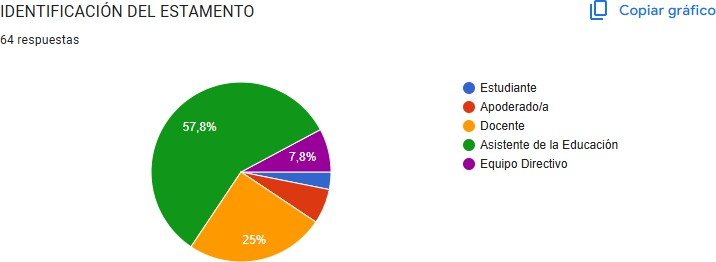 IDENTIFICACIÓN DEL ESTAMENTO
Copiar gráfico
64 respuestas
57,8%
7,8%
25%
Estudiante
Apoderado/a
Docente
Asistente de la Educación
Equipo Directivo